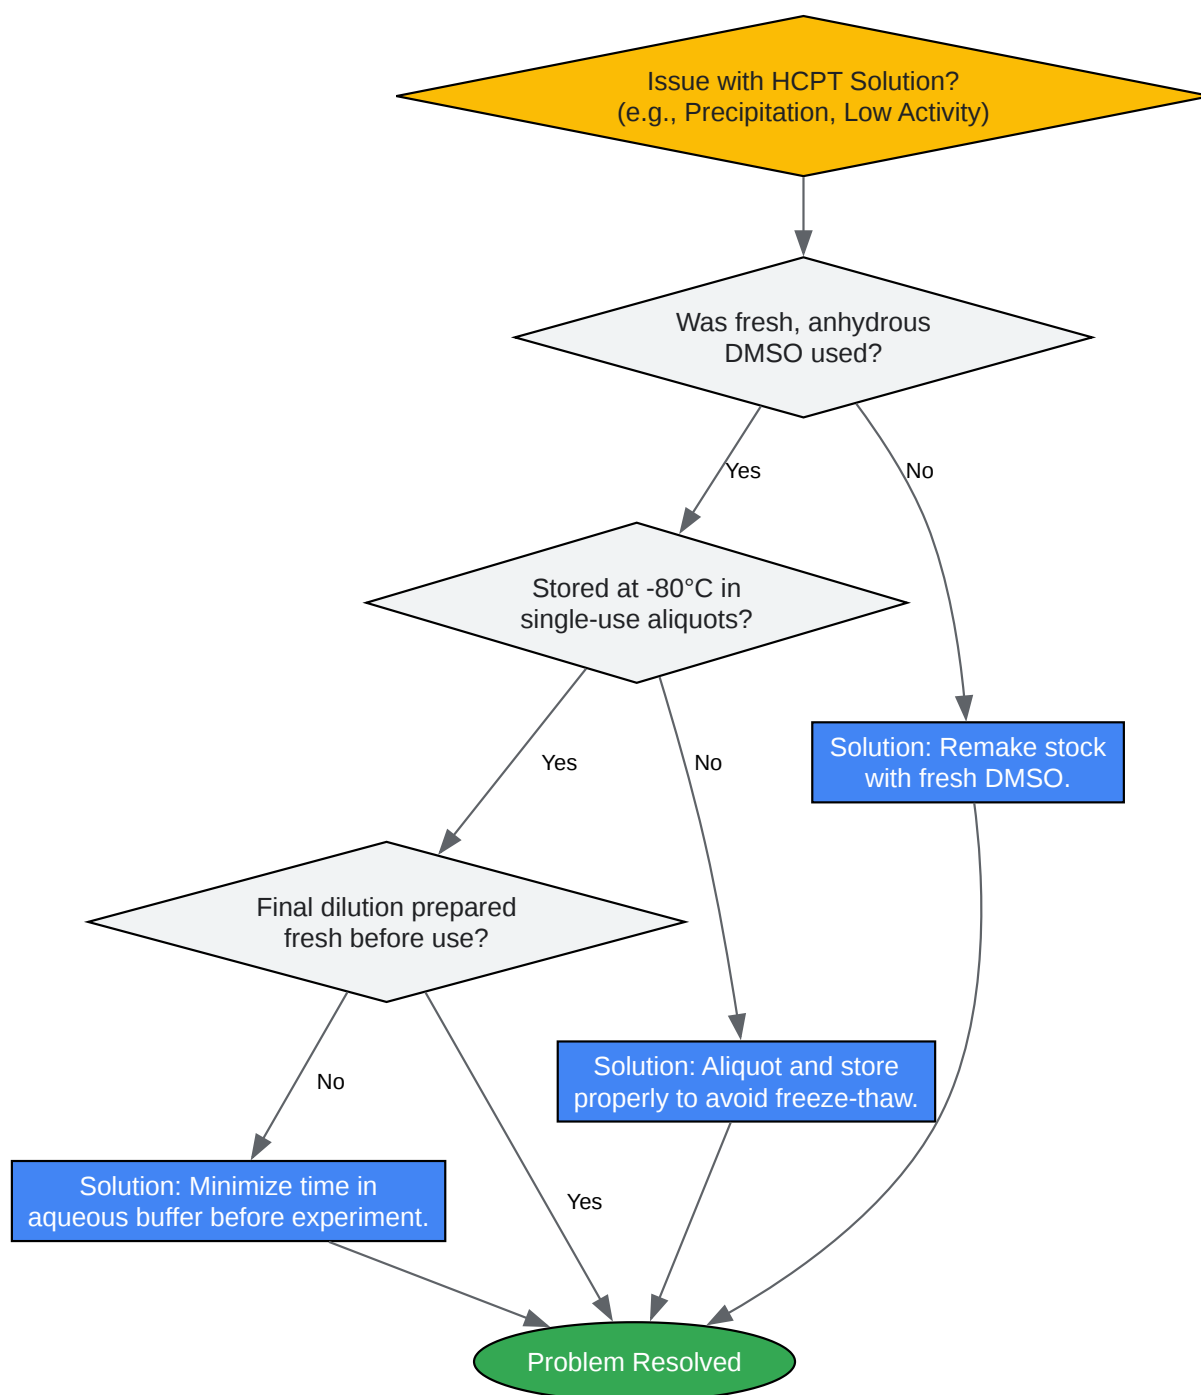 Issue with HCPT Solution?
(e.g., Precipitation, Low Activity)
Was fresh, anhydrous
DMSO used?
Yes
No
Stored at -80°C in
single-use aliquots?
Solution: Remake stock
with fresh DMSO.
Yes
No
Final dilution prepared
fresh before use?
Solution: Aliquot and store
properly to avoid freeze-thaw.
No
Yes
Solution: Minimize time in
aqueous buffer before experiment.
Problem Resolved